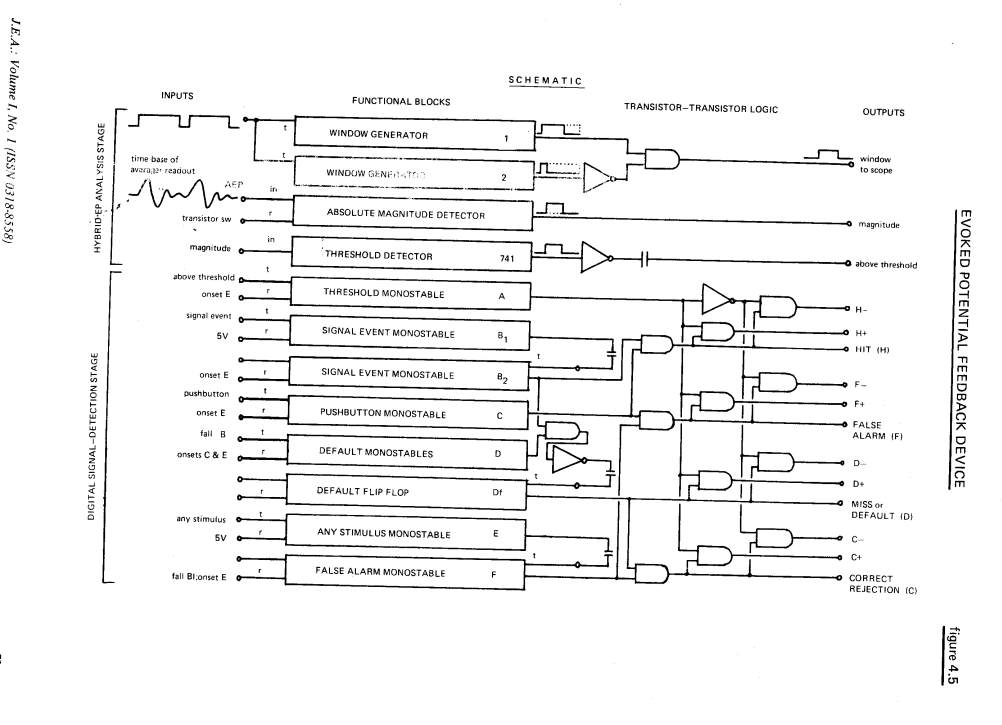 J.E.A.: Volume I, No. 1 (ISSN 0318-8558)
SCHEMATIC
INPUTS
FUNCTIONAL BLOCKS
TRANSISTOR-TRANSISTOR LOGIC
OUTPUTS
HYBRID-EP ANALYSIS STAGE
t
WINDOW GENERATOR 1
t
WINDOW GENERATOR 2
window
to scope
time base of
averager readout
AEP
in
r
transistor sw
ABSOLUTE MAGNITUDE DETECTOR
magnitude
magnitude
in
THRESHOLD DETECTOR 741
above threshold
DIGITAL SIGNAL-DETECTION STAGE
above threshold
t
onset E
r
THRESHOLD MONOSTABLE A
H-
signal event
t
5V
r
SIGNAL EVENT MONOSTABLE B1
t
H+
HIT (H)
onset E
r
SIGNAL EVENT MONOSTABLE B2
F-
pushbutton
t
onset E
r
PUSHBUTTON MONOSTABLE C
F+
FALSE
ALARM (F)
fall B
t
onsets C & E
r
DEFAULT MONOSTABLES D
t
D-
D+
r
DEFAULT FLIP FLOP Df
MISS or
DEFAULT (D)
any stimulus
t
5V
r
ANY STIMULUS MONOSTABLE E
t
C-
C+
fall BI;onset E
r
FALSE ALARM MONOSTABLE F
CORRECT
REJECTION (C)
EVOKED POTENTIAL FEEDBACK DEVICE
figure 4.5